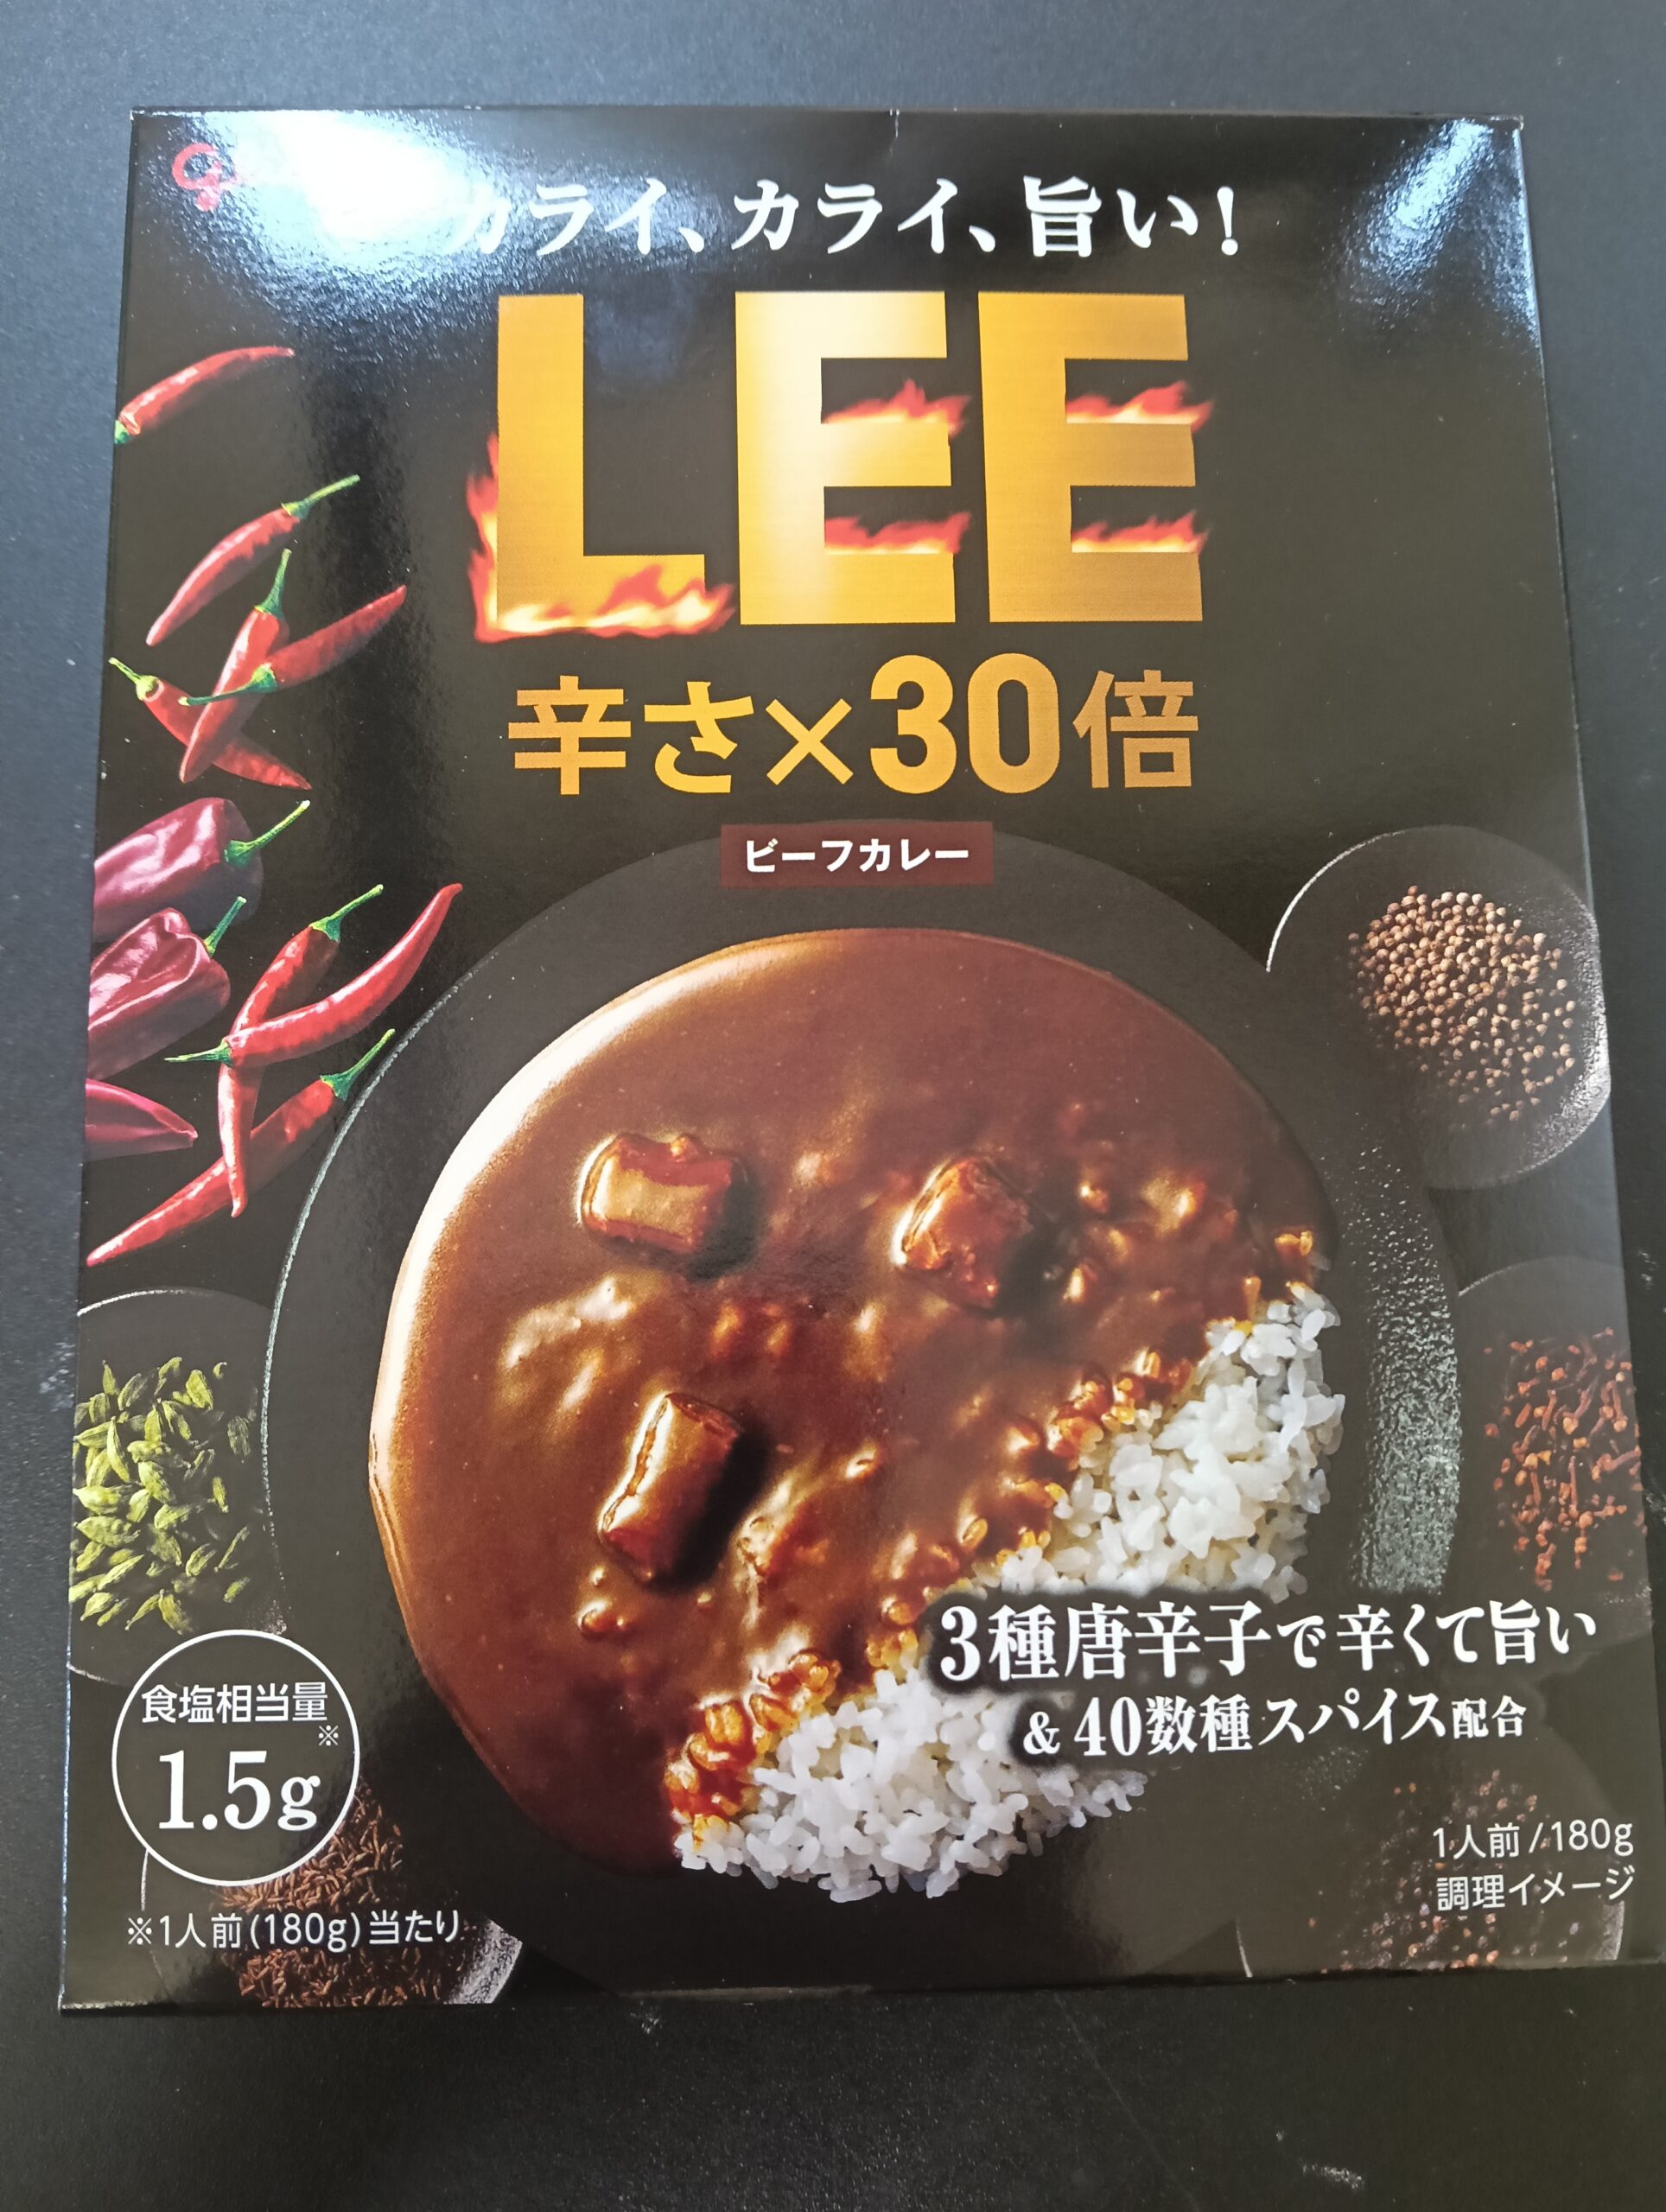 カライ、カライ、旨い!
LEE
辛さ×30倍
ビーフカレー
3種唐辛子で辛くて旨い
&40数種スパイス配合
食塩相当量
※
1.5g
1人前/180g
調理イメージ
※1人前(180g)当たり